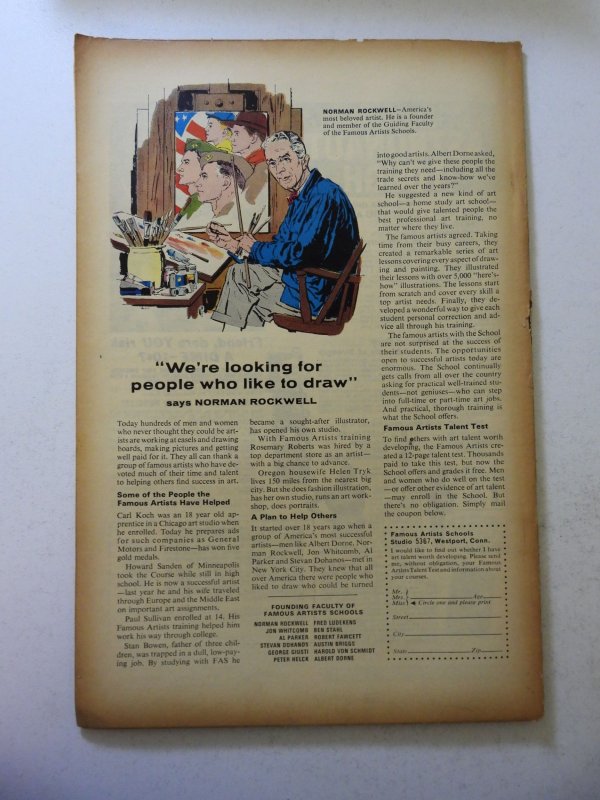 NORMAN ROCKWELL—America's
most beloved artist. He is a founder
and member of the Guiding Faculty
of the Famous Artists Schools.
"We're looking for
people who like to draw"
says NORMAN ROCKWELL
Today hundreds of men and women
who never thought they could be art-
ists are working at easels and drawing
boards, making pictures and getting
well paid for it. They all can thank a
group of famous artists who have de-
voted much of their time and talent
to helping others find success in art.
Some of the People the
Famous Artists Have Helped
Carl Koch was an 18 year old ap-
prentice in a Chicago art studio when
he enrolled. Today he prepares ads
for such companies as General
Motors and Firestone—has won five
gold medals.
Howard Sanden of Minneapolis
took the Course while still in high
school. He is now a successful artist
—last year he and his wife traveled
through Europe and the Middle East
on important art assignments.
Paul Sullivan enrolled at 14. His
Famous Artists training helped him
work his way through college.
Stan Bowen, father of three chil-
dren, was trapped in a dull, low-pay-
ing job. By studying with FAS he
became a sought-after illustrator,
has opened his own studio.
With Famous Artists training
Rosemary Roberts was hired by a
top department store as an artist—
with a big chance to advance.
Oregon housewife Helen Tryk
lives 150 miles from the nearest big
city. But she does fashion illustration,
has her own studio, runs an art work-
shop, does portraits.
A Plan to Help Others
It started over 18 years ago when a
group of America's most successful
artists—men like Albert Dorne, Nor-
man Rockwell, Jon Whitcomb, Al
Parker and Stevan Dohanos—met in
New York City. They knew that all
over America there were people who
liked to draw who could be turned
FOUNDING FACULTY OF
FAMOUS ARTISTS SCHOOLS
NORMAN ROCKWELL FRED LUDEKENS
JON WHITCOMB BEN STAHL
AL PARKER ROBERT FAWCETT
STEVAN DOHANOS AUSTIN BRIGGS
GEORGE GIUSTI HAROLD VON SCHMIDT
PETER HELCK ALBERT DORNE
into good artists. Albert Dorne asked,
"Why can't we give these people the
training they need—including all the
trade secrets and know-how we've
learned over the years?"
He suggested a new kind of art
school—a home study art school—
that would give talented people the
best professional art training, no
matter where they live.
The famous artists agreed. Taking
time from their busy careers, they
created a remarkable series of art
lessons covering every aspect of draw-
ing and painting. They illustrated
their lessons with over 5,000 "here's-
how" illustrations. The lessons start
from scratch and cover every skill a
top artist needs. Finally, they de-
veloped a wonderful way to give each
student personal correction and ad-
vice all through his training.
The famous artists with the School
are not surprised at the success of
their students. The opportunities
open to successful artists today are
enormous. The School continually
gets calls from all over the country
asking for practical well-trained stu-
dents—not geniuses—who can step
into full-time or part-time art jobs.
And practical, thorough training is
what the School offers.
Famous Artists Talent Test
To find others with art talent worth
developing, the Famous Artists cre-
ated a 12-page talent test. Thousands
paid to take this test, but now the
School offers and grades it free. Men
and women who do well on the test
—or offer other evidence of art talent
—may enroll in the School. But
there's no obligation. Simply mail
the coupon below.
Famous Artists Schools
Studio 5367, Westport, Conn.
I would like to find out whether I have
art talent worth developing. Please send
me, without obligation, your Famous
Artists Talent Test and information about
your courses.
Mr.
Mrs. Age
Miss Circle one and please print
Street
City
State Zip